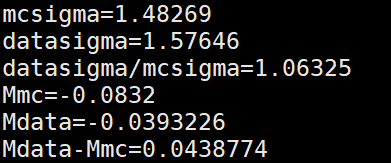 mcsigma=1.48269
datasigma=1.57646
datasigma/mcsigma=1.06325
Mmc=-0.0832
Mdata=-0.0393226
Mdata-Mmc=0.0438774